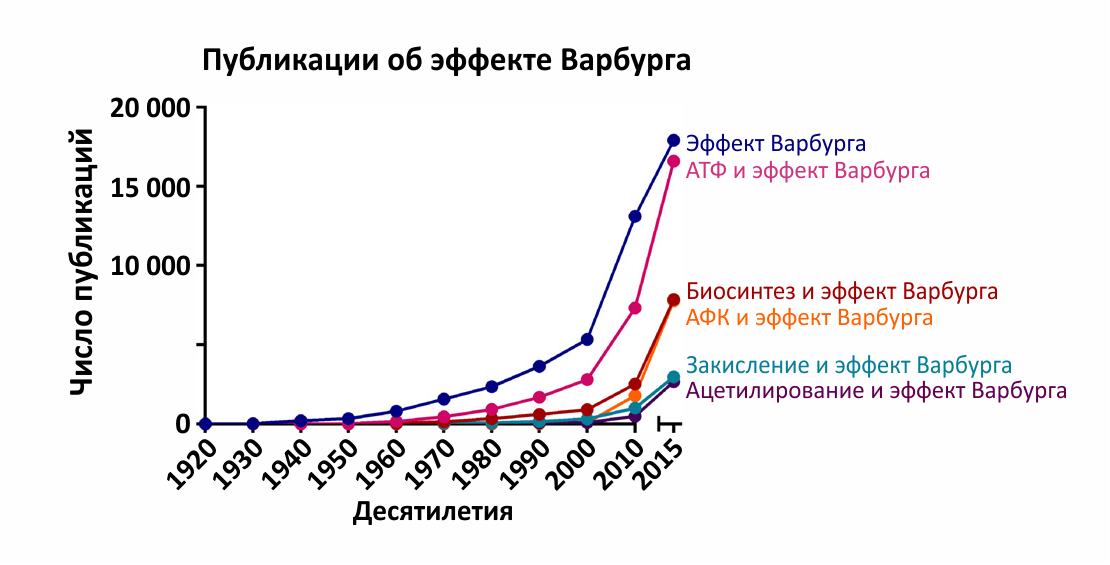 Публикации об эффекте Варбурга
Число публикаций
20 000
15 000
10 000
0
Эффект Варбурга
АТФ и эффект Варбурга
Биосинтез и эффект Варбурга
АФК и эффект Варбурга
Закисление и эффект Варбурга
Ацетилирование и эффект Варбурга
1920
1930
1940
1950
1960
1970
1980
1990
2000
2010
2015
Десятилетия